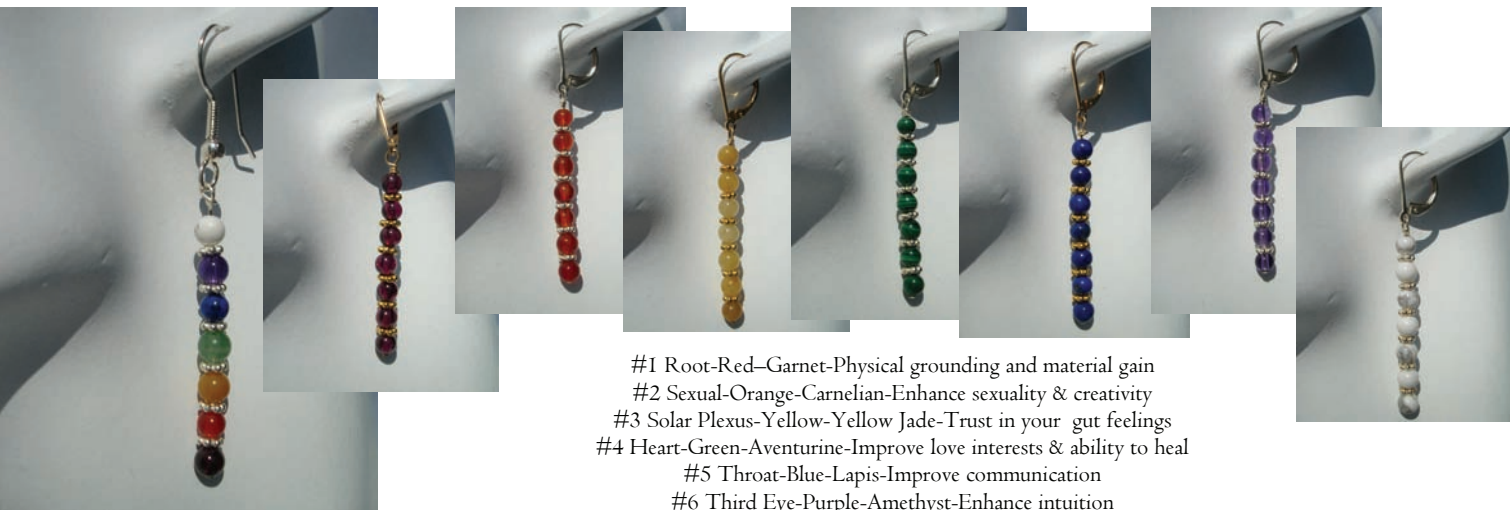 #1 Root-Red–Garnet-Physical grounding and material gain
#2 Sexual-Orange-Carnelian-Enhance sexuality & creativity
#3 Solar Plexus-Yellow-Yellow Jade-Trust in your gut feelings
#4 Heart-Green-Aventurine-Improve love interests & ability to heal
#5 Throat-Blue-Lapis-Improve communication
#6 Third Eye-Purple-Amethyst-Enhance intuition